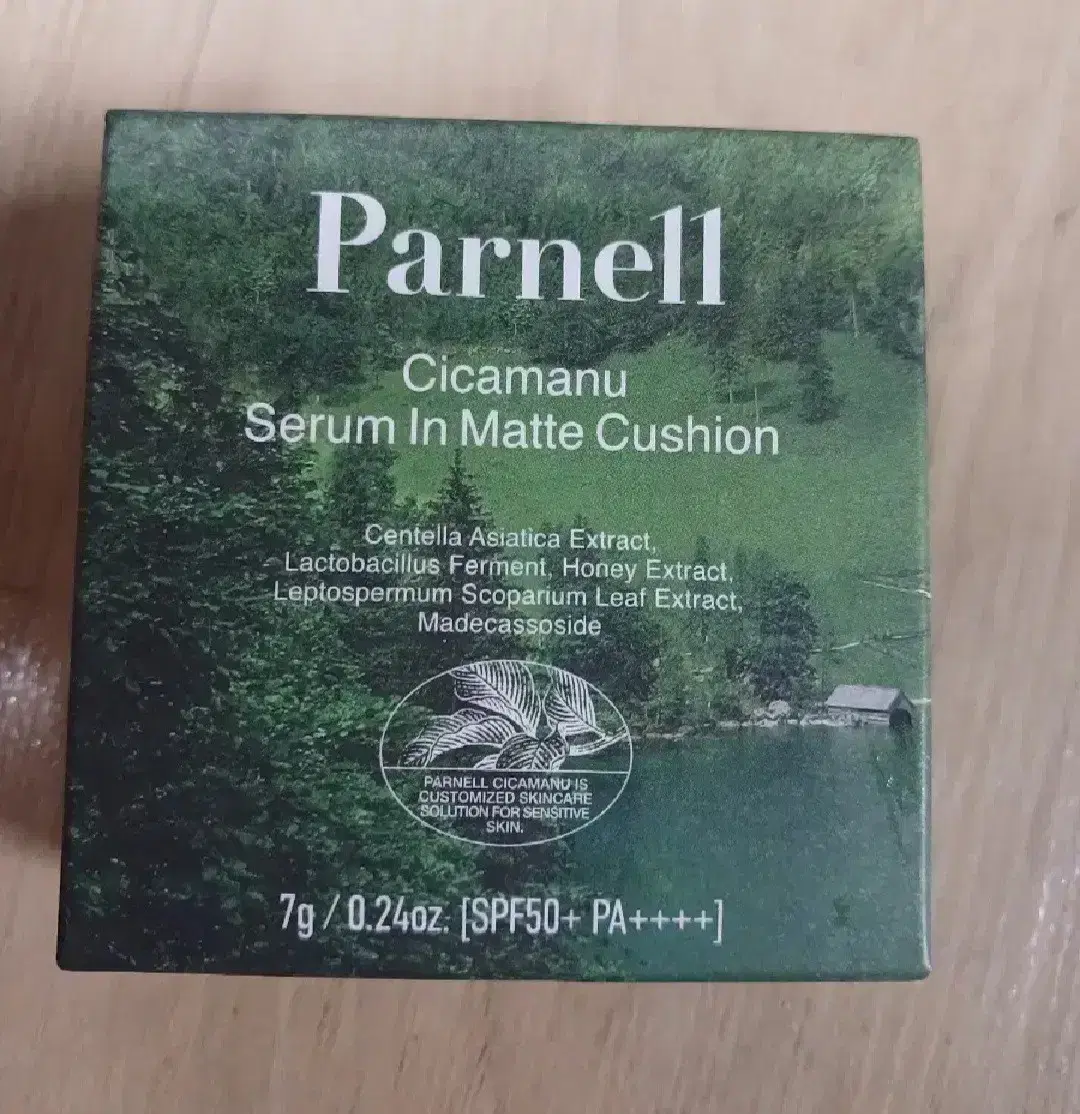 Parnell
Cicamanu
Serum In Matte Cushion
Centella Asiatica Extract,
Lactobacillus Ferment, Honey Extract,
Leptospermum Scoparium Leaf Extract,
Madecassoside
PARNELL CICAMANU IS
CUSTOMIZED SKINCARE
SOLUTION FOR SENSITIVE
SKIN.
7g / 0.24oz. [SPF50+ PA++++]